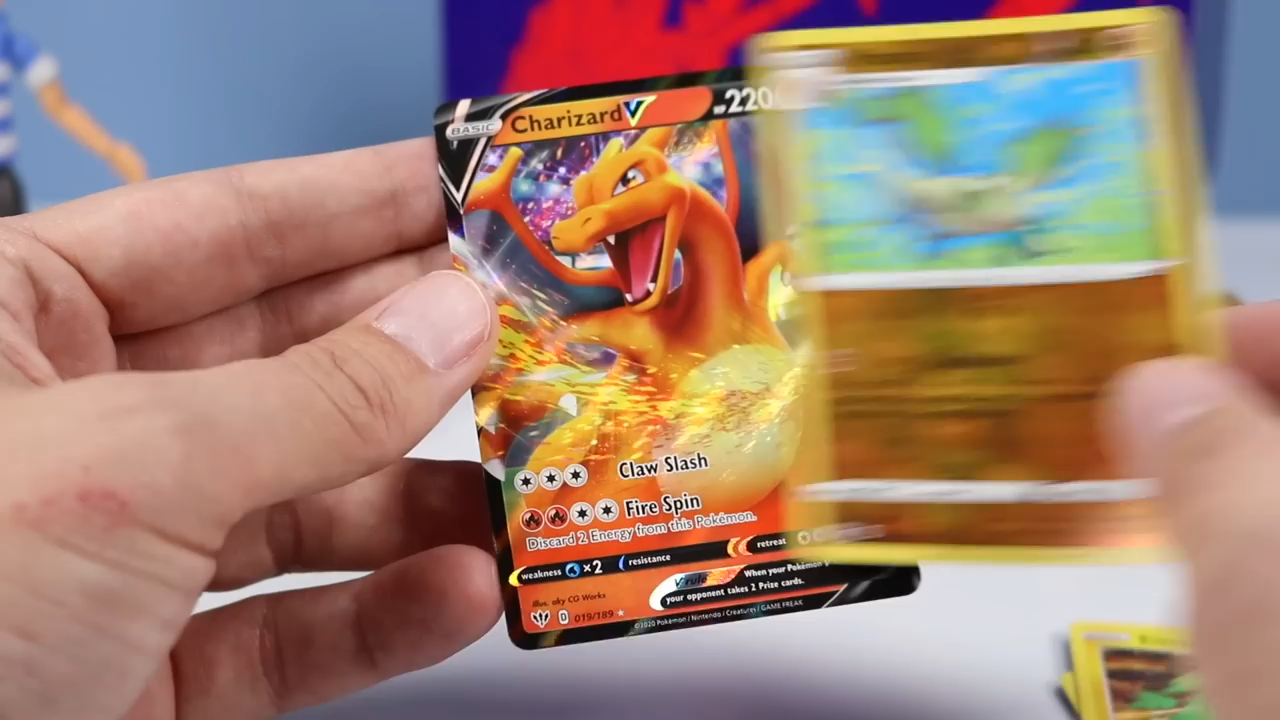 BASIC
Charizard V
HP 220
Claw Slash
Fire Spin
Discard 2 Energy from this Pokémon.
weakness ×2 resistance retreat
V rule When your Pokémon
your opponent takes 2 Prize cards.
Illus. aky CG Works
D 019/189
©2020 Pokémon / Nintendo / Creatures / GAME FREAK